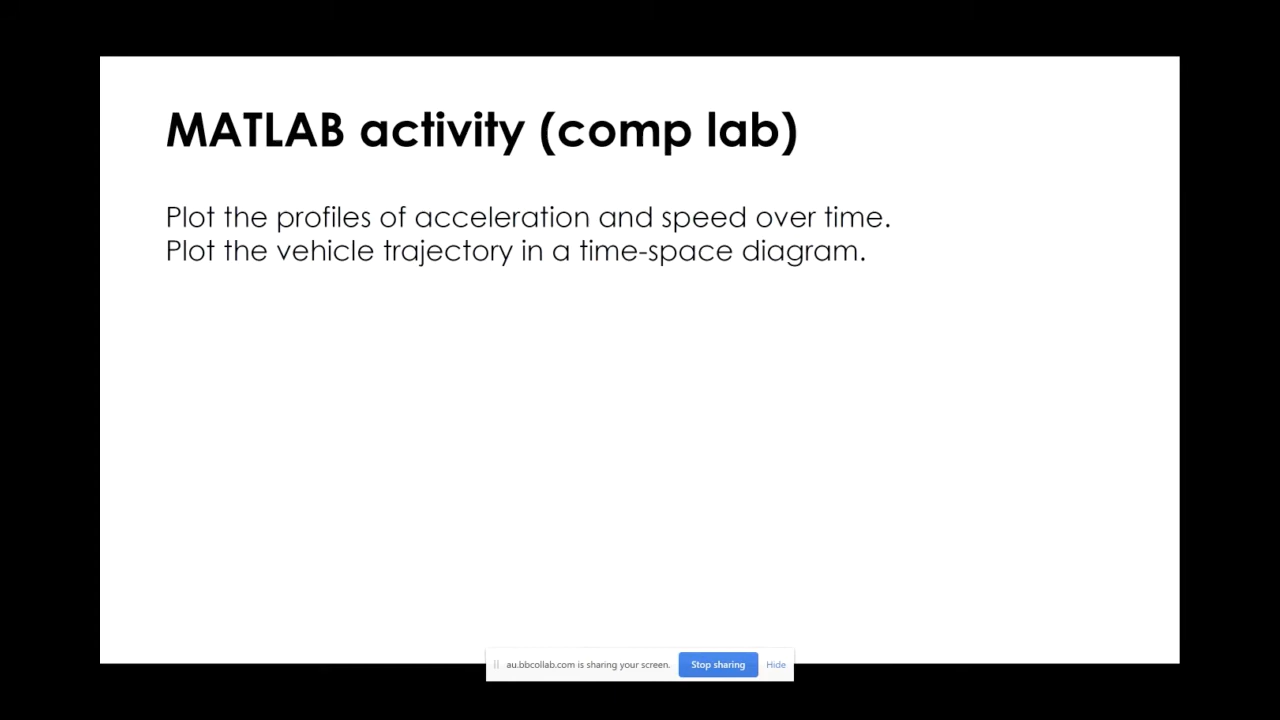 MATLAB activity (comp lab)
Plot the profiles of acceleration and speed over time.
Plot the vehicle trajectory in a time-space diagram.
au.bbcollab.com is sharing your screen. Stop sharing Hide